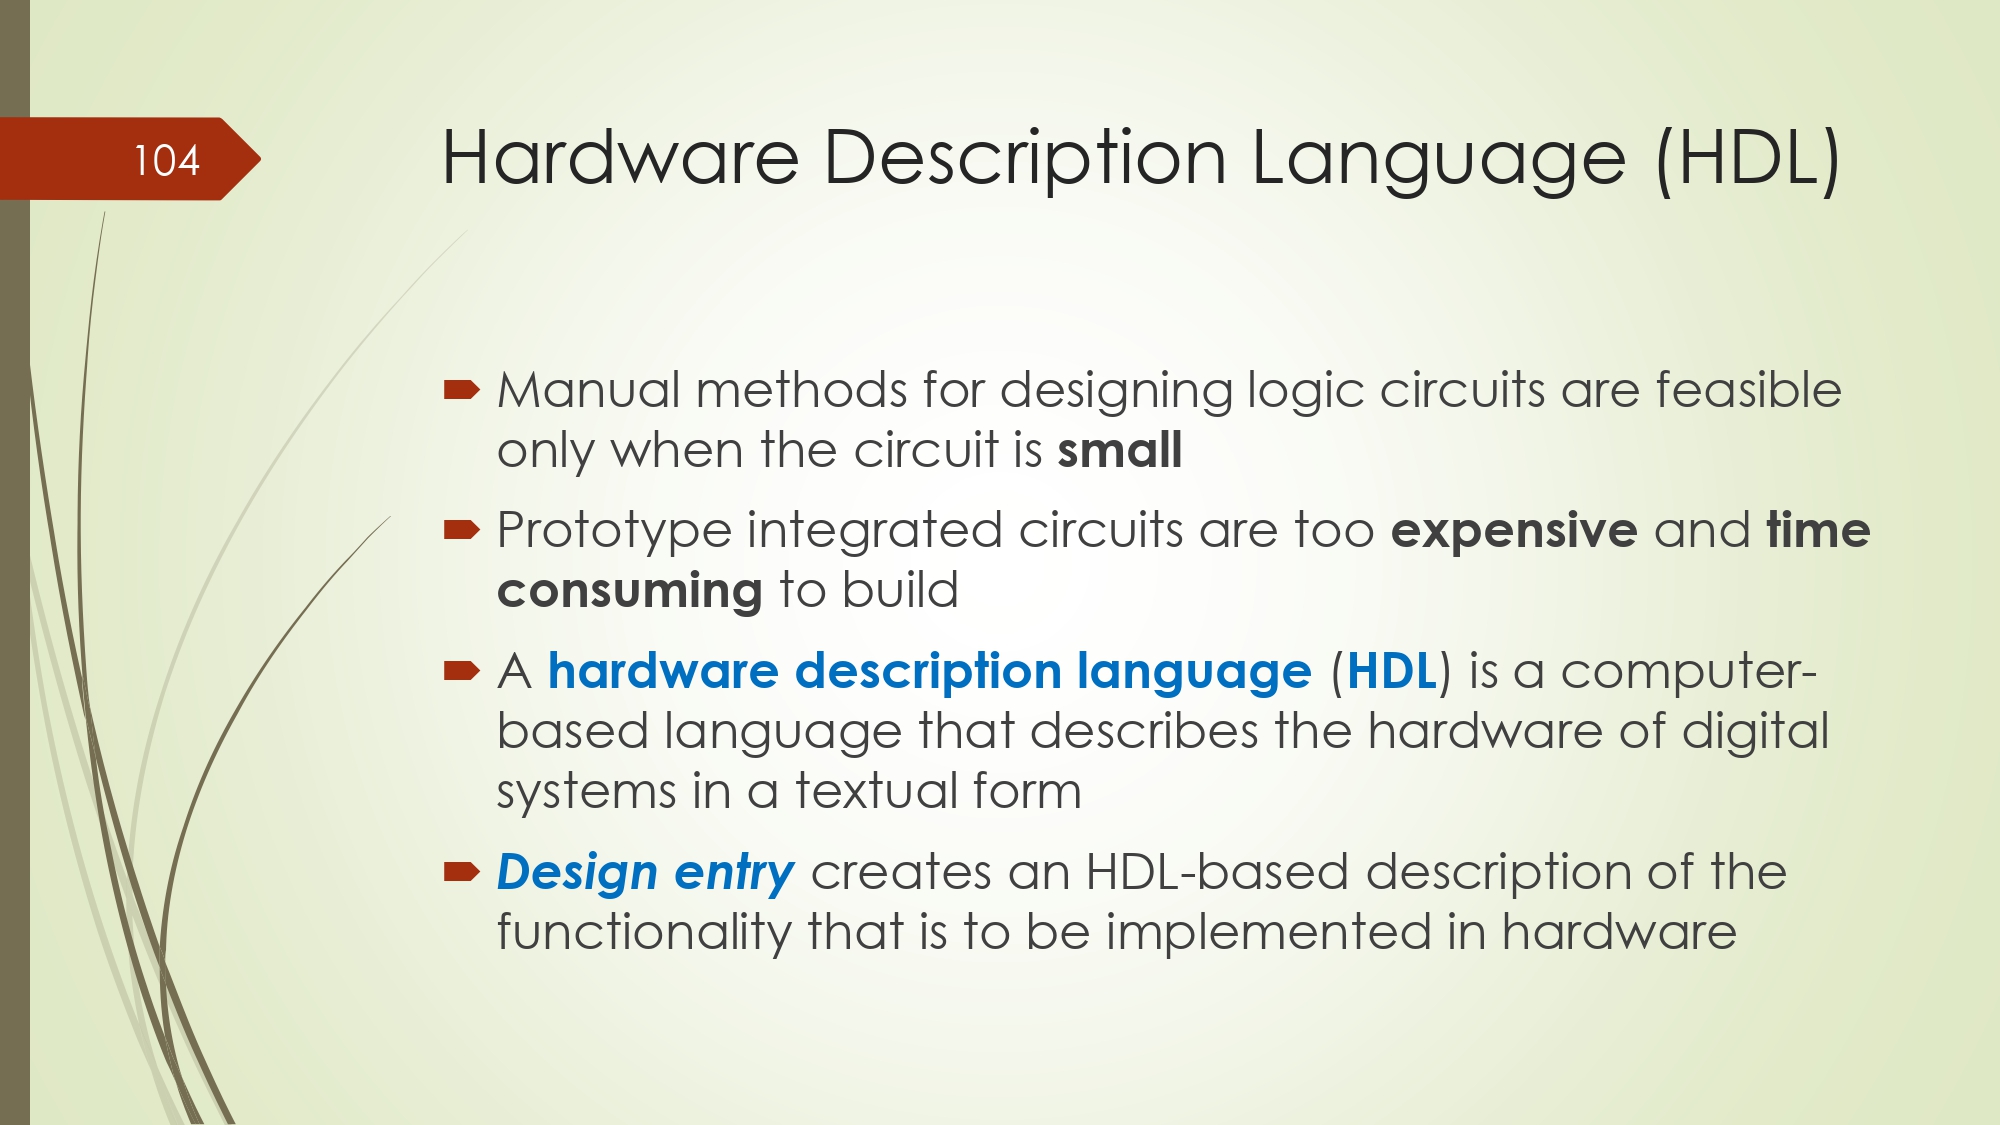 104
Hardware Description Language (HDL)
Manual methods for designing logic circuits are feasible
only when the circuit is small
Prototype integrated circuits are too expensive and time
consuming to build
A hardware description language (HDL) is a computer-
based language that describes the hardware of digital
systems in a textual form
Design entry creates an HDL-based description of the
functionality that is to be implemented in hardware